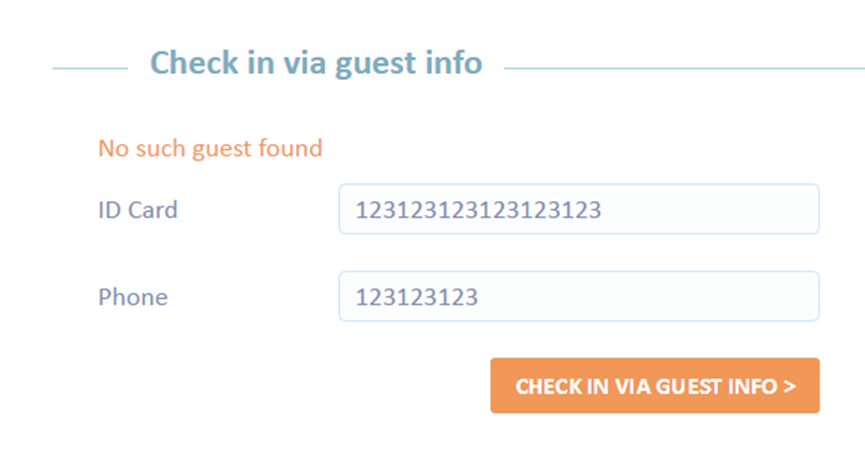 Check in via guest info
No such guest found
ID Card 123123123123123123
Phone 123123123
CHECK IN VIA GUEST INFO >